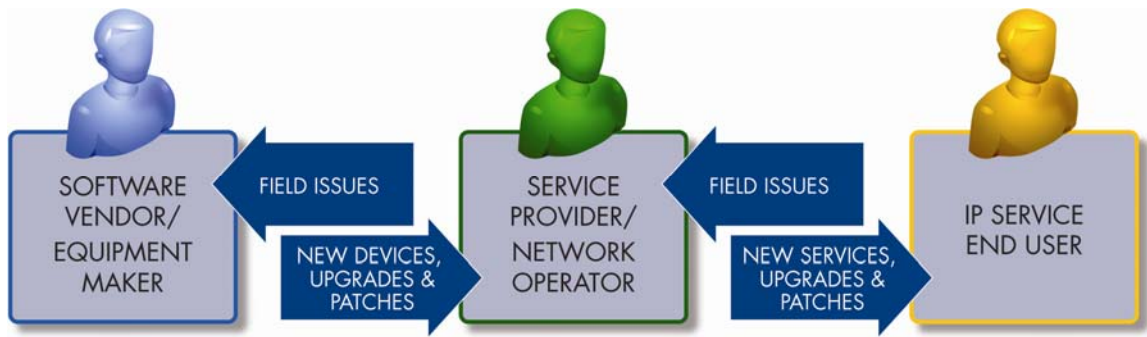 SOFTWARE
VENDOR/
EQUIPMENT
MAKER
FIELD ISSUES
NEW DEVICES,
UPGRADES &
PATCHES
SERVICE
PROVIDER/
NETWORK
OPERATOR
FIELD ISSUES
NEW SERVICES,
UPGRADES &
PATCHES
IP SERVICE
END USER